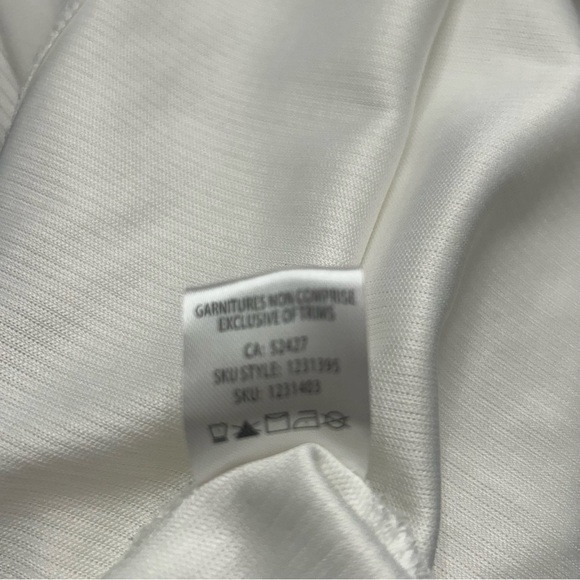 GARNITURES NON COMPRISE
EXCLUSIVE OF TRIMS
CA: 52427
SKU STYLE: 1231395
SKU: 1231403